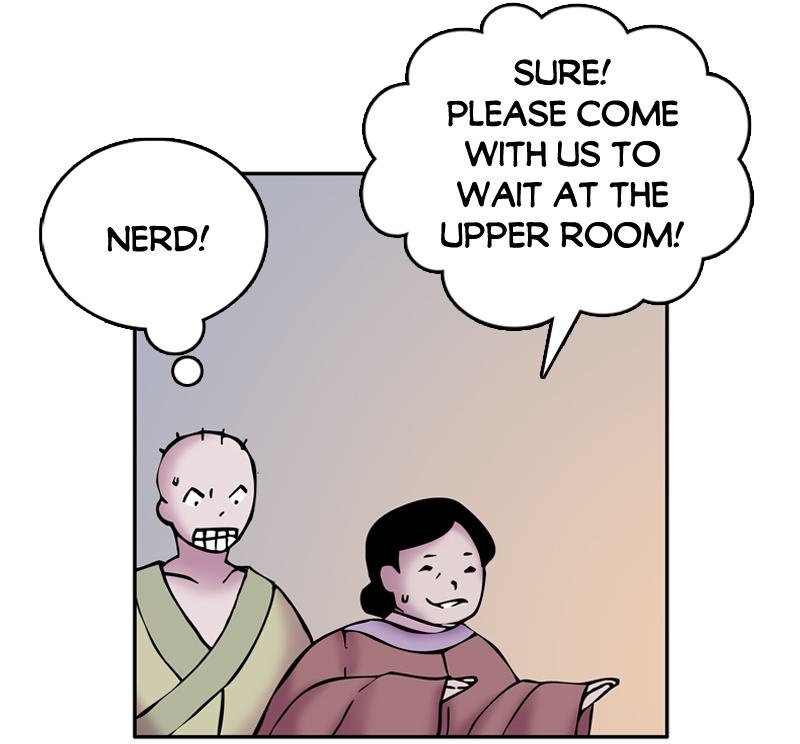 NERD!
SURE!
PLEASE COME
WITH US TO
WAIT AT THE
UPPER ROOM!